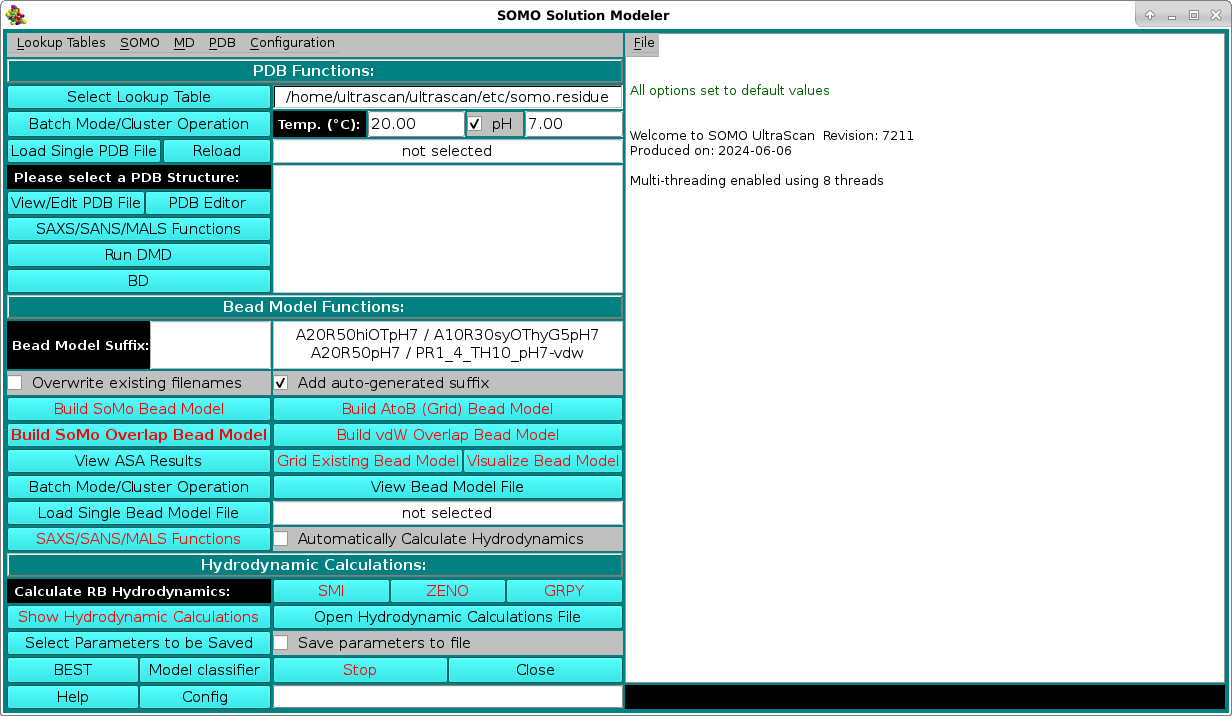 SOMO Solution Modeler
Lookup Tables SOMO MD PDB Configuration
PDB Functions:
Select Lookup Table /home/ultrascan/ultrascan/etc/somo.residue
Batch Mode/Cluster Operation Temp. (°C): 20.00 pH 7.00
Load Single PDB File Reload not selected
Please select a PDB Structure:
View/Edit PDB File PDB Editor
SAXS/SANS/MALS Functions
Run DMD
BD
Bead Model Functions:
Bead Model Suffix:
A20R50hiOTpH7 / A10R30syOThyG5pH7
A20R50pH7 / PR1_4_TH10_pH7-vdw
Overwrite existing filenames Add auto-generated suffix
Build SoMo Bead Model Build AtoB (Grid) Bead Model
Build SoMo Overlap Bead Model Build vdW Overlap Bead Model
View ASA Results Grid Existing Bead Model Visualize Bead Model
Batch Mode/Cluster Operation View Bead Model File
Load Single Bead Model File not selected
SAXS/SANS/MALS Functions Automatically Calculate Hydrodynamics
Hydrodynamic Calculations:
Calculate RB Hydrodynamics: SMI ZENO GRPY
Show Hydrodynamic Calculations Open Hydrodynamic Calculations File
Select Parameters to be Saved Save parameters to file
BEST Model classifier Stop Close
Help Config
File
All options set to default values
Welcome to SOMO UltraScan Revision: 7211
Produced on: 2024-06-06
Multi-threading enabled using 8 threads